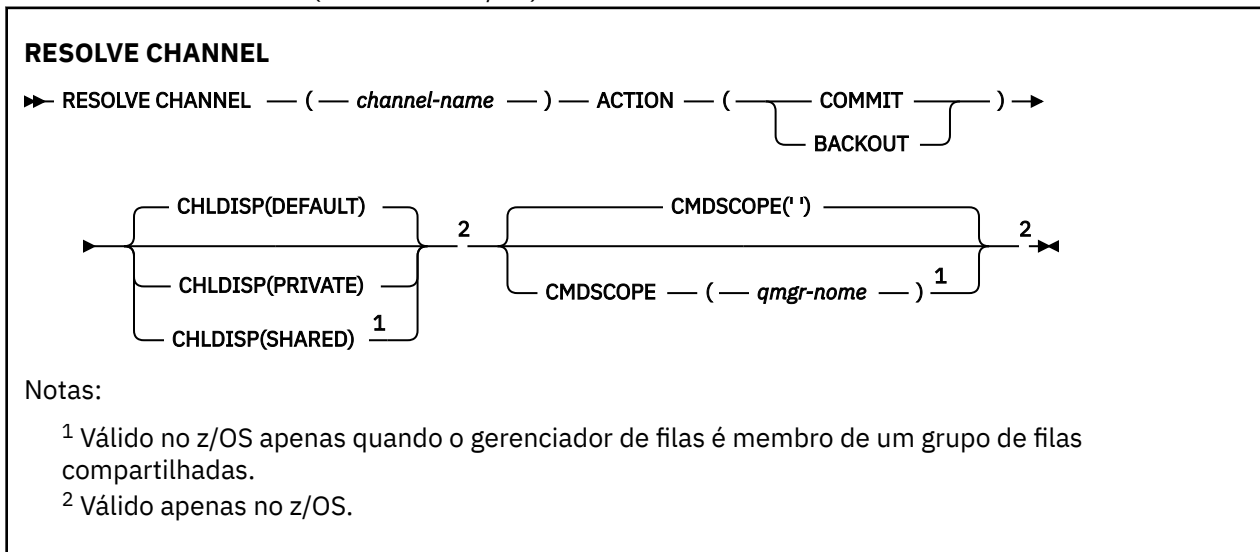 RESOLVE CHANNEL
RESOLVE CHANNEL ( channel-name ) ACTION ( COMMIT )
BACKOUT
CHLDISP(DEFAULT) CMDSCOPE(' ')
2 2
CHLDISP(PRIVATE) CMDSCOPE ( qmgr-nome ) 1
CHLDISP(SHARED) 1
Notas:
1 Válido no z/OS apenas quando o gerenciador de filas é membro de um grupo de filas
compartilhadas.
2 Válido apenas no z/OS.